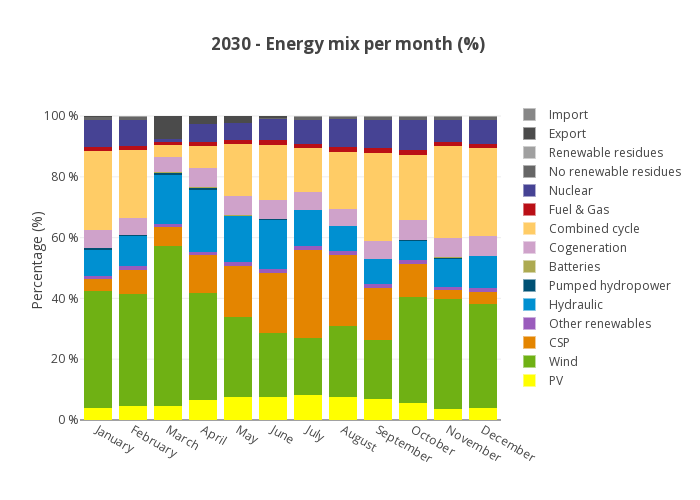 2030 - Energy mix per month (%)
Percentage (%)
100 %
80 %
60 %
40 %
20 %
0 %
January
February
March
April
May
June
July
August
September
October
November
December
Import
Export
Renewable residues
No renewable residues
Nuclear
Fuel & Gas
Combined cycle
Cogeneration
Batteries
Pumped hydropower
Hydraulic
Other renewables
CSP
Wind
PV